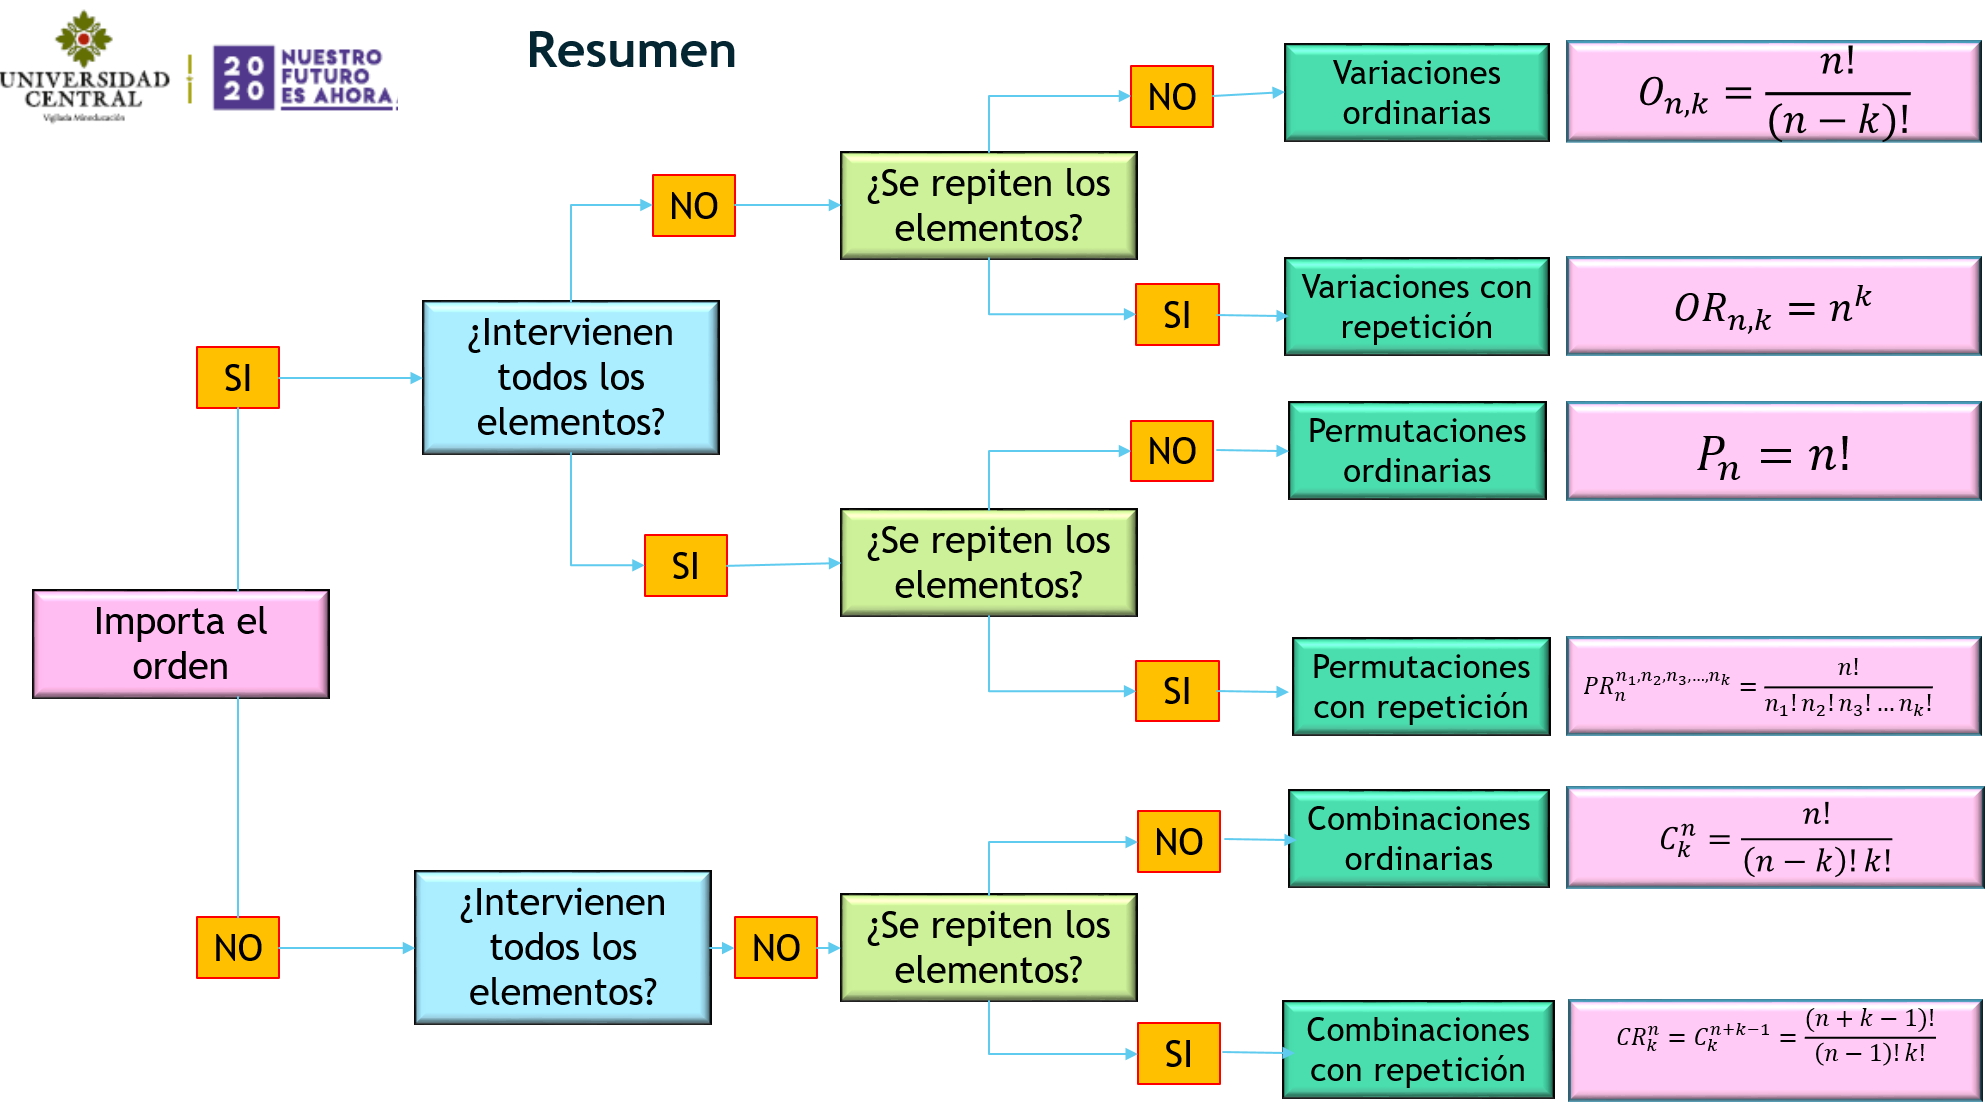 UNIVERSIDAD
CENTRAL
Vigilada Mineducación
20
20
NUESTRO
FUTURO
ES AHORA
Resumen
Importa el
orden
SI
¿Intervienen
todos los
elementos?
NO
¿Se repiten los
elementos?
NO
Variaciones
ordinarias
O_{n,k} = \frac{n!}{(n-k)!}
SI
Variaciones con
repetición
OR_{n,k} = n^k
SI
¿Se repiten los
elementos?
NO
Permutaciones
ordinarias
P_n = n!
SI
Permutaciones
con repetición
PR_n^{n_1,n_2,n_3,...,n_k} = \frac{n!}{n_1! n_2! n_3! ... n_k!}
NO
¿Intervienen
todos los
elementos?
NO
¿Se repiten los
elementos?
NO
Combinaciones
ordinarias
C_k^n = \frac{n!}{(n-k)! k!}
SI
Combinaciones
con repetición
CR_k^n = C_k^{n+k-1} = \frac{(n+k-1)!}{(n-1)! k!}